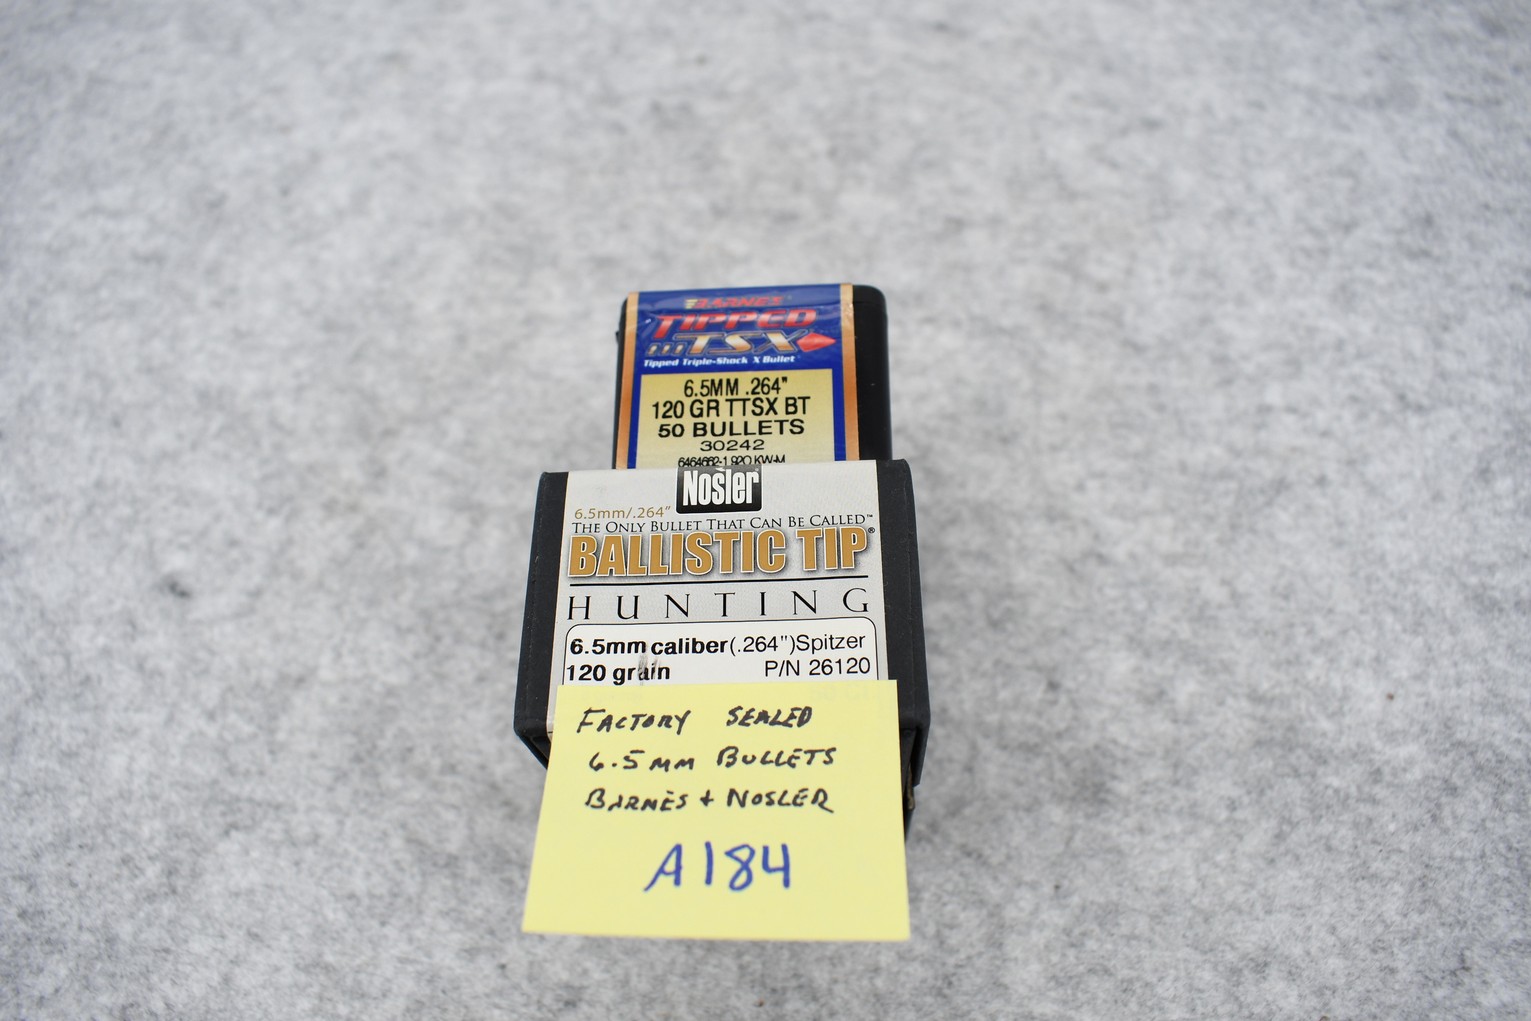 BARNES
TIPPED
TSX
Tipped Triple-Shock X Bullet
6.5MM .264"
120 GR TTSX BT
50 BULLETS
30242
Nosler
6.5mm/.264"
THE ONLY BULLET THAT CAN BE CALLED™
BALLISTIC TIP®
HUNTING
6.5mm caliber(.264")Spitzer
120 grain P/N 26120
FACTORY SEALED
6.5mm BULLETS
BARNES + NOSLER
A184